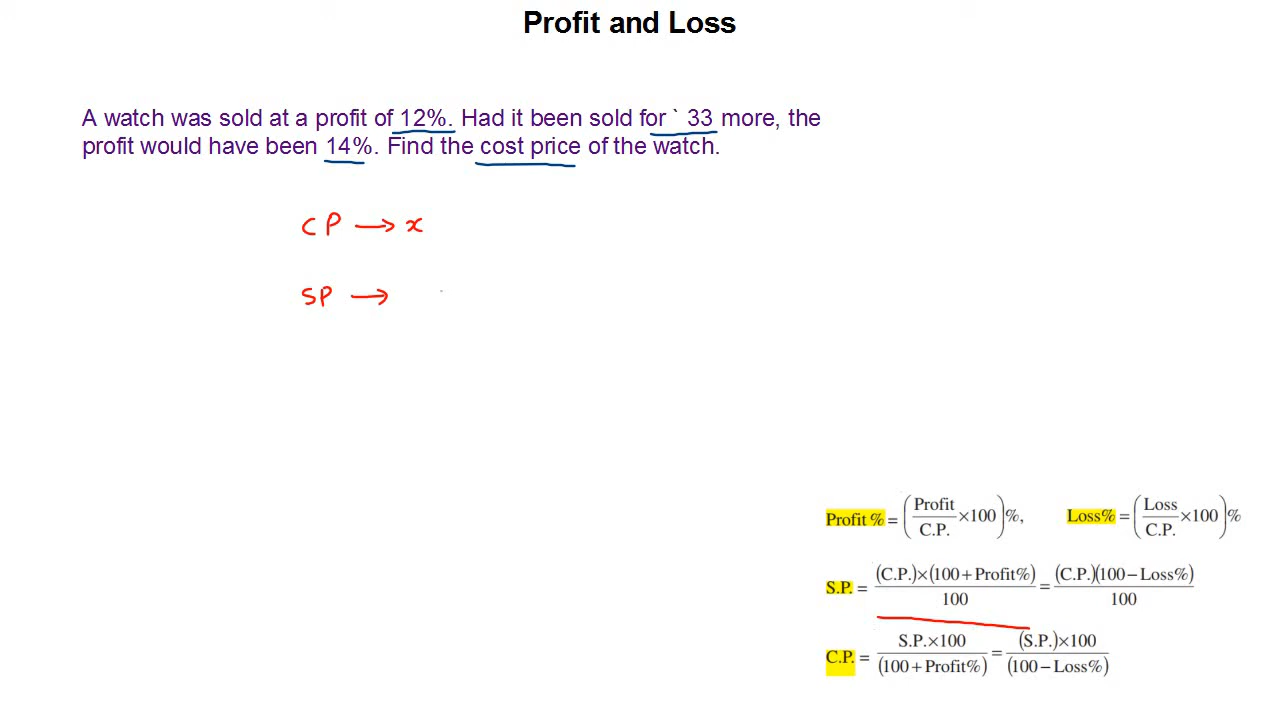 Profit and Loss
A watch was sold at a profit of 12%. Had it been sold for ` 33 more, the
profit would have been 14%. Find the cost price of the watch.
CP → x
SP →
Profit % = (Profit/C.P. ×100)%, Loss% = (Loss/C.P. ×100)%
S.P. = (C.P.)×(100+Profit%)/100 = (C.P.)(100−Loss%)/100
C.P. = S.P.×100/(100+Profit%) = (S.P.)×100/(100−Loss%)